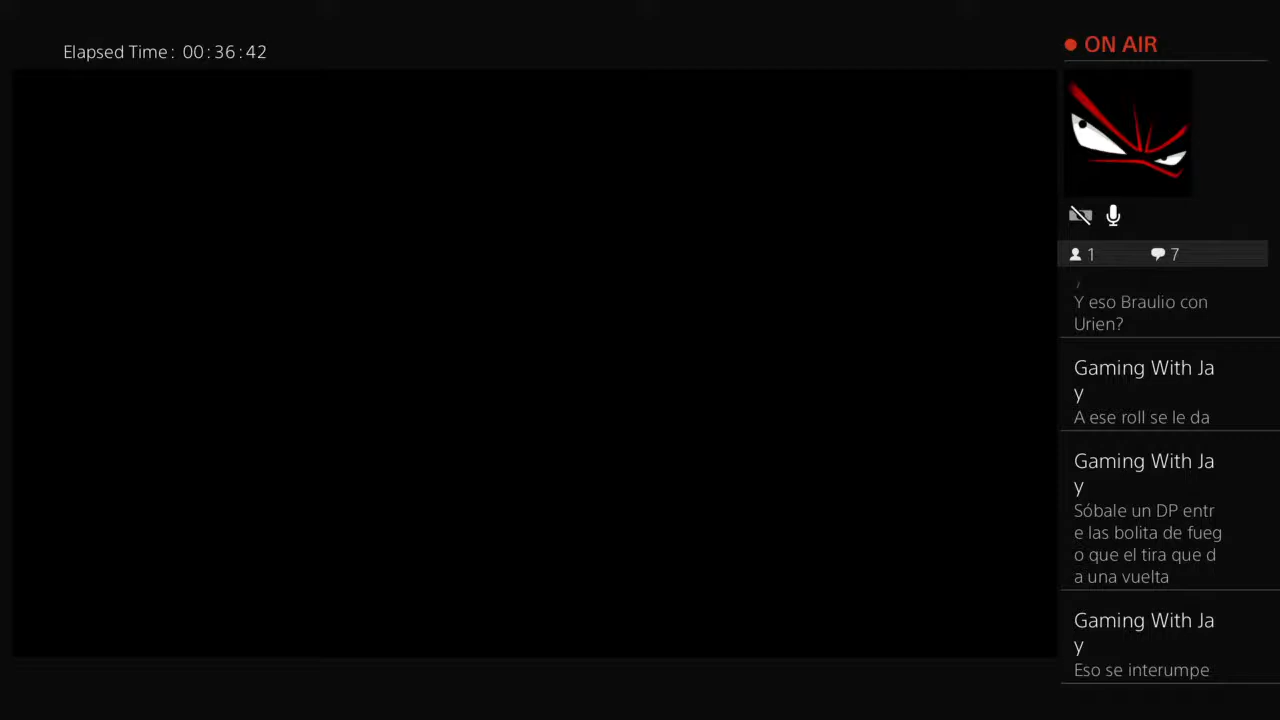 Elapsed Time: 00:36:42
ON AIR
1 7
y
Y eso Braulio con
Urien?
Gaming With Ja
y
A ese roll se le da
Gaming With Ja
y
Sóbale un DP entr
e las bolita de fueg
o que el tira que d
a una vuelta
Gaming With Ja
y
Eso se interumpe